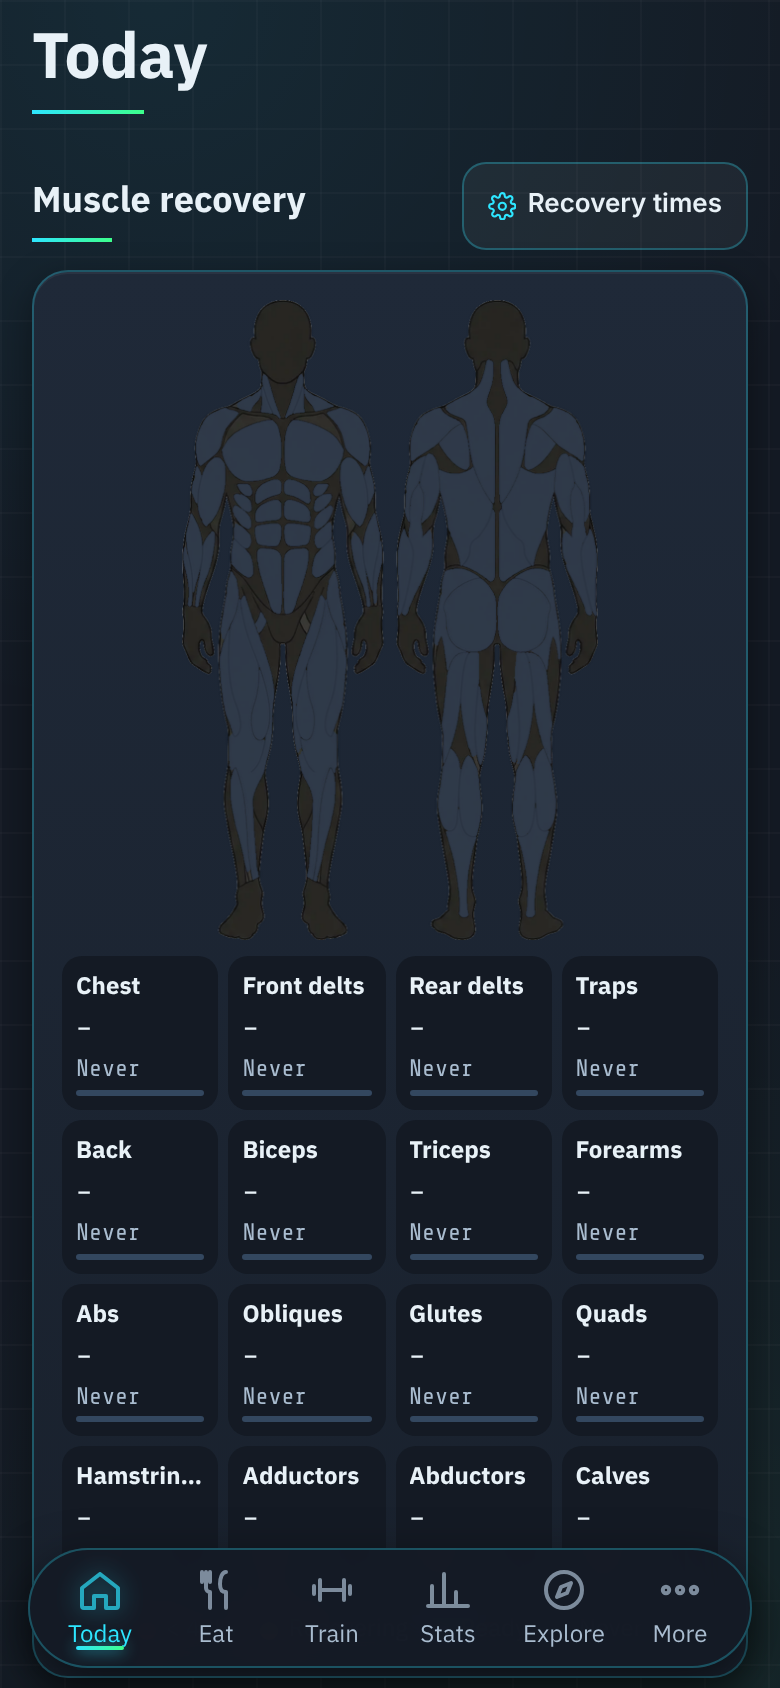 Today
Muscle recovery
Recovery times
Chest Front delts Rear delts Traps
– – – –
Never Never Never Never
Back Biceps Triceps Forearms
– – – –
Never Never Never Never
Abs Obliques Glutes Quads
– – – –
Never Never Never Never
Hamstrin... Adductors Abductors Calves
– – – –
Today Eat Train Stats Explore More